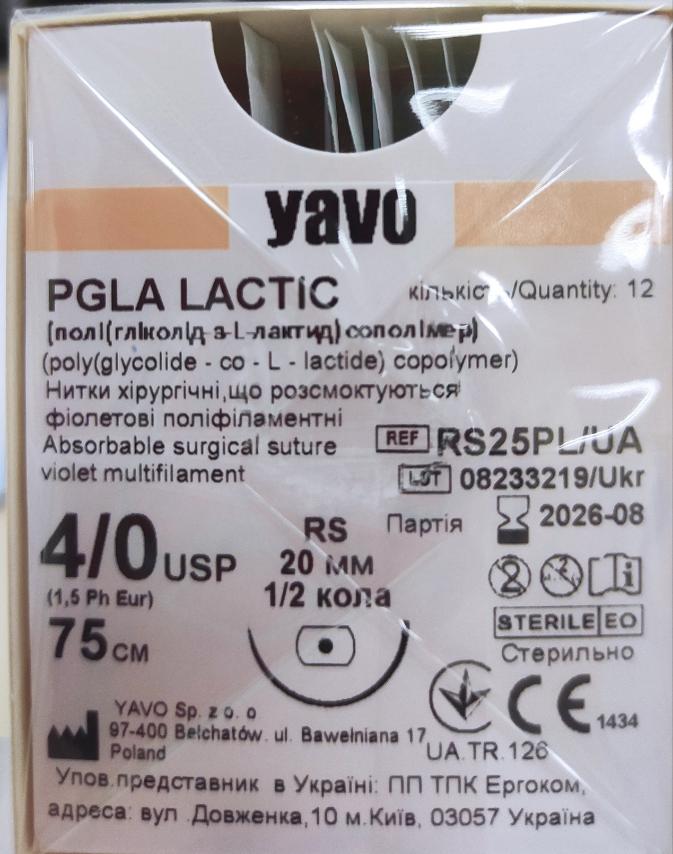 yavo
PGLA LACTIC
кількість/Quantity: 12
(полі(гліколід-з-L-лактид) сополімер)
(poly(glycolide - co - L - lactide) copolymer)
Нитки хірургічні,що розсмоктуються
фіолетові поліфіламентні
Absorbable surgical suture
violet multifilament
REF RS25PL/UA
LOT 08233219/Ukr
Партія
2026-08
4/0 USP
(1,5 Ph Eur)
75 СМ
RS
20 мм
1/2 кола
2
STERILE EO
Стерильно
CE 1434
UA.TR.126
YAVO Sp. z o. o
97-400 Bełchatów. ul. Bawełniana 17
Poland
Упов.представник в Україні: ПП ТПК Ергоком,
адреса: вул .Довженка,10 м.Київ, 03057 Україна